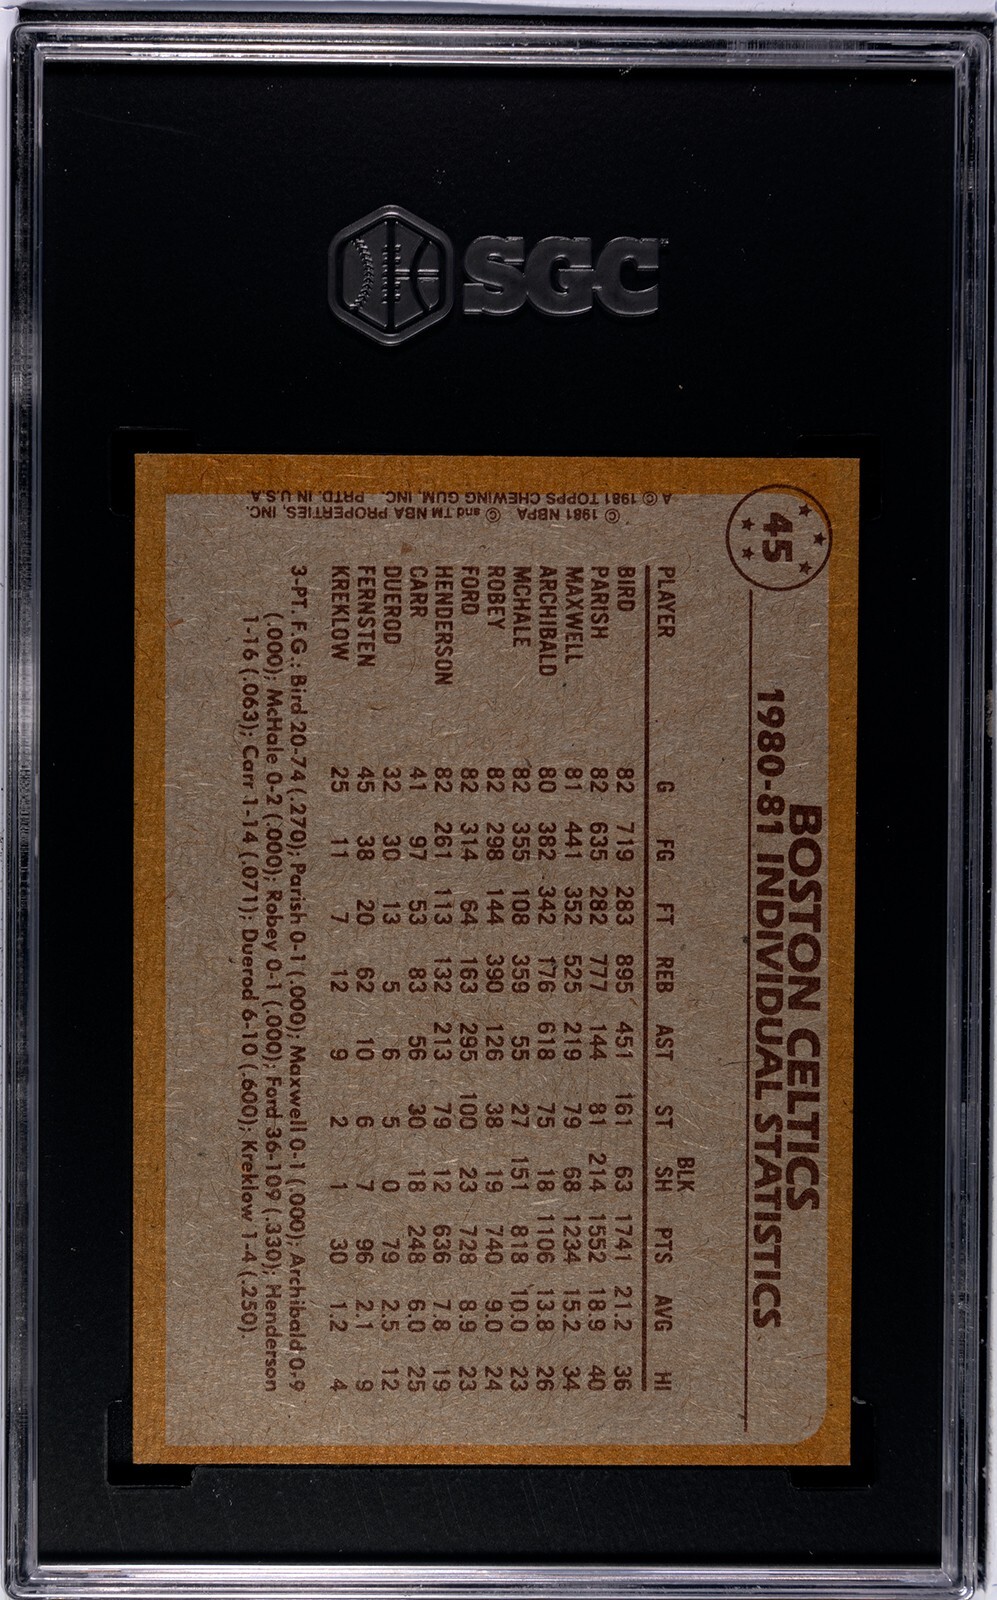 SGC
45
BOSTON CELTICS
1980-81 INDIVIDUAL STATISTICS
BLK
PLAYER G FG FT REB AST ST SH PTS AVG HI
BIRD 82 719 283 895 451 161 63 1741 21.2 36
PARISH 82 635 282 777 144 81 214 1552 18.9 40
MAXWELL 81 441 352 525 219 79 68 1234 15.2 34
ARCHIBALD 80 382 342 176 618 75 18 1106 13.8 26
MCHALE 82 355 108 359 55 27 151 818 10.0 23
ROBEY 82 298 144 390 126 38 19 740 9.0 24
FORD 82 314 64 163 295 100 23 728 8.9 23
HENDERSON 82 261 113 132 213 79 12 636 7.8 19
CARR 41 97 53 83 56 30 18 248 6.0 25
DUEROD 32 30 13 5 6 5 0 79 2.5 12
FERNSTEN 45 38 20 62 10 6 7 96 2.1 9
KREKLOW 25 11 7 12 9 2 1 30 1.2 4
3-PT. F.G.: Bird 20-74 (.270); Parish 0-1 (.000); Maxwell 0-1 (.000); Archibald 0-9
(.000); McHale 0-2 (.000); Robey 0-1 (.000); Ford 36-109 (.330); Henderson
1-16 (.063); Carr 1-14 (.071); Duerod 6-10 (.600); Kreklow 1-4 (.250).
© 1981 NBPA © and TM NBA PROPERTIES, INC.
A © 1981 TOPPS CHEWING GUM, INC. PRTD. IN U.S.A.